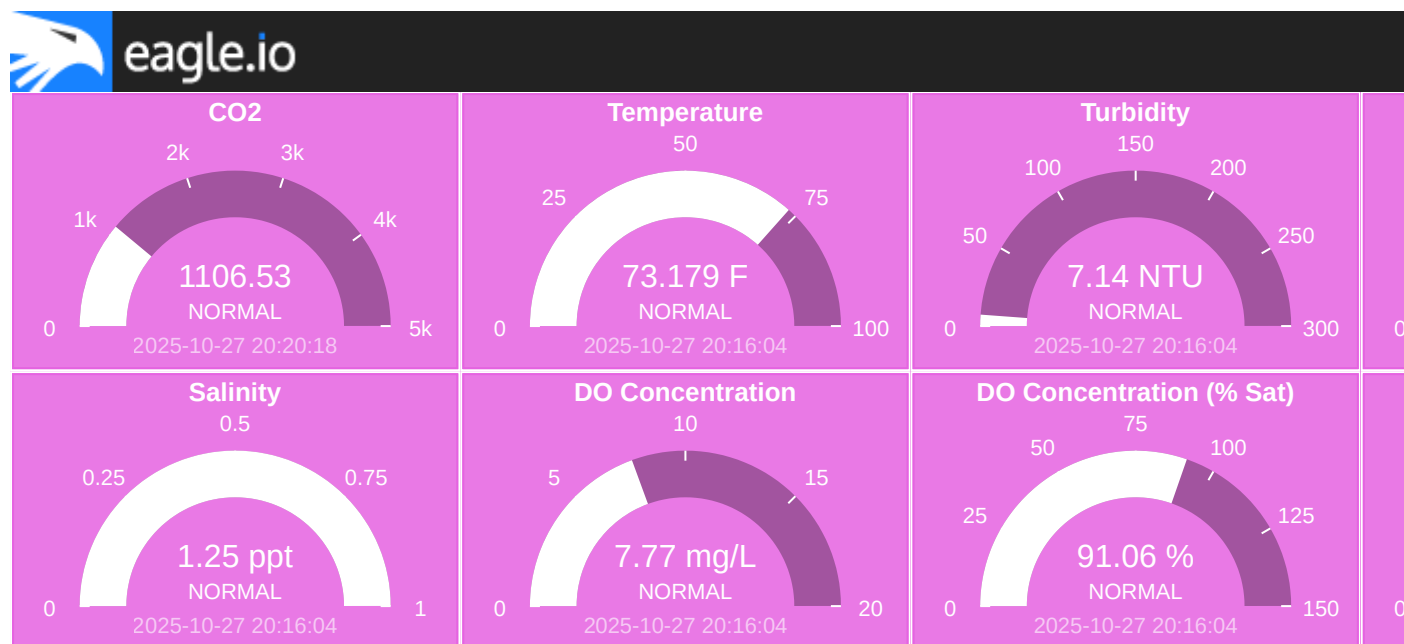 eagle.io
CO2
2k
3k
1k
4k
1106.53
NORMAL
0
5k
2025-10-27 20:20:18
Temperature
50
25
75
73.179 F
NORMAL
0
100
2025-10-27 20:16:04
Turbidity
150
100
200
50
250
7.14 NTU
NORMAL
0
300
2025-10-27 20:16:04
0
Salinity
0.5
0.25
0.75
1.25 ppt
NORMAL
0
1
2025-10-27 20:16:04
DO Concentration
10
5
15
7.77 mg/L
NORMAL
0
20
2025-10-27 20:16:04
DO Concentration (% Sat)
75
50
100
25
125
91.06 %
NORMAL
0
150
2025-10-27 20:16:04
0